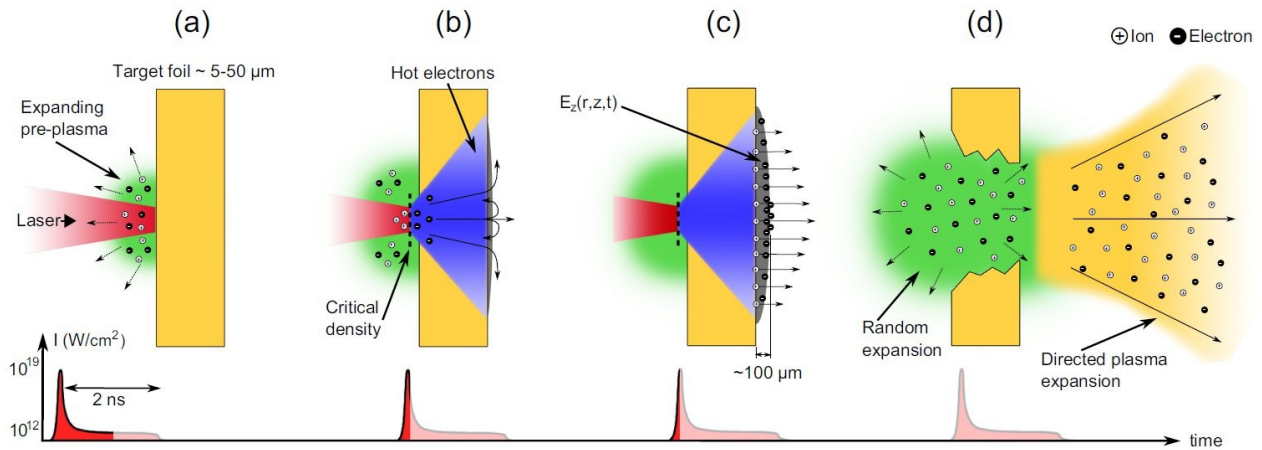 (a)
(b)
(c)
(d)
⊕Ion
⊖Electron
Target foil ~ 5-50 μm
Expanding
pre-plasma
Laser
Hot electrons
Critical
density
E_z(r,z,t)
~100 μm
Random
expansion
Directed plasma
expansion
I (W/cm²)
10¹⁹
2 ns
10¹²
time